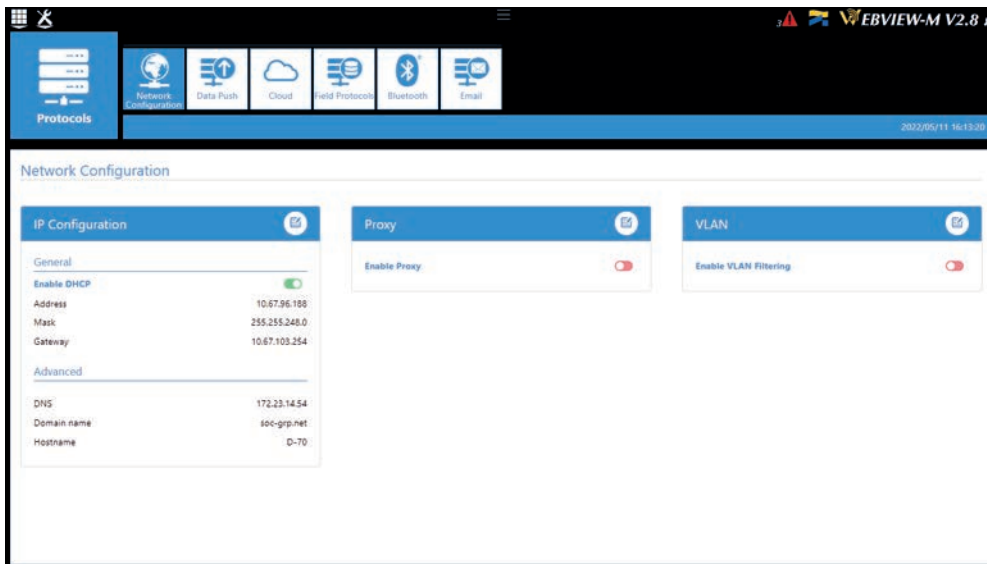 3
WEBVIEW-M V2.8
Protocols
Network
Configuration
Data Push
Cloud
Field Protocols
Bluetooth
Email
2022/05/11 16:13:20
Network Configuration
IP Configuration
General
Enable DHCP
Address 10.67.96.188
Mask 255.255.248.0
Gateway 10.67.103.254
Advanced
DNS 172.23.14.54
Domain name soc-grp.net
Hostname D-70
Proxy
Enable Proxy
VLAN
Enable VLAN Filtering